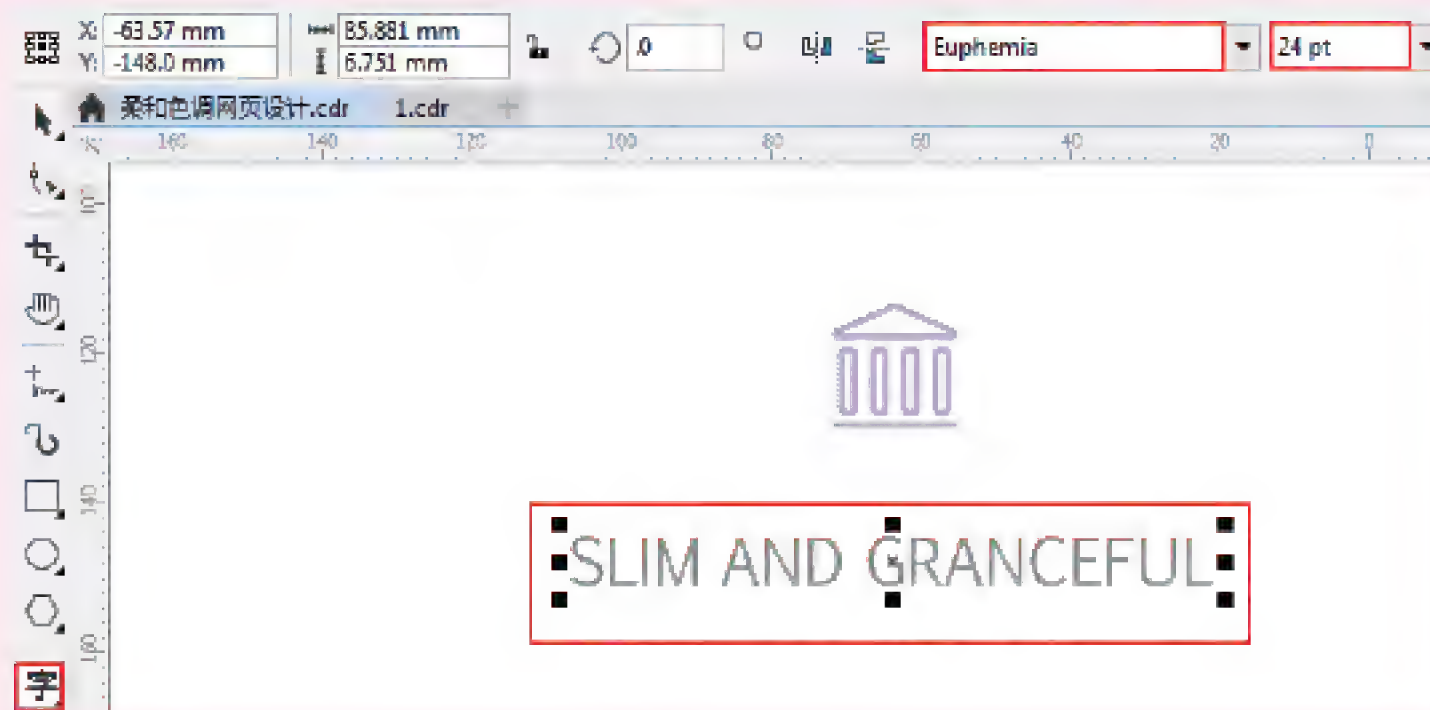 X: -63.57 mm 85.881 mm .0 Euphemia 24 pt
Y: -148.0 mm 6.751 mm
柔和色调网页设计.cdr 1.cdr +
160 140 120 100 80 60 40 20 0
100
120
140
SLIM AND GRANCEFUL
160
字